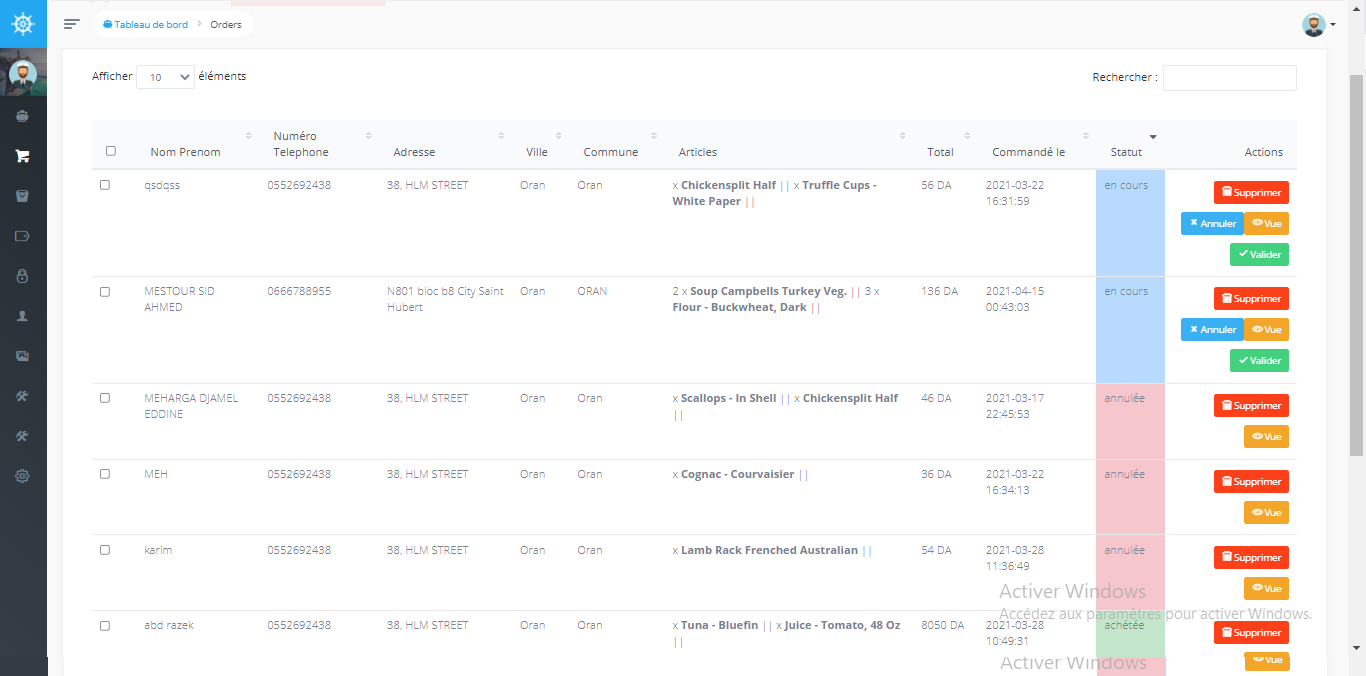 Tableau de bord > Orders
Afficher 10 éléments
Rechercher :
Nom Prenom Numéro Telephone Adresse Ville Commune Articles Total Commandé le Statut Actions
qsdqss 0552692438 38, HLM STREET Oran Oran x Chickensplit Half || x Truffle Cups - 56 DA 2021-03-22 en cours Supprimer
White Paper || 16:31:59
Annuler Vue
Valider
MESTOUR SID 0666788955 N801 bloc b8 City Saint Oran ORAN 2 x Soup Campbells Turkey Veg. || 3 x 136 DA 2021-04-15 en cours Supprimer
AHMED Hubert Flour - Buckwheat, Dark || 00:43:03
Annuler Vue
Valider
MEHARGA DJAMEL 0552692438 38, HLM STREET Oran Oran x Scallops - In Shell || x Chickensplit Half 46 DA 2021-03-17 annulée Supprimer
EDDINE || 22:45:53
Vue
MEH 0552692438 38, HLM STREET Oran Oran x Cognac - Courvaisier || 36 DA 2021-03-22 annulée Supprimer
16:34:13
Vue
karim 0552692438 38, HLM STREET Oran Oran x Lamb Rack Frenched Australian || 54 DA 2021-03-28 annulée Supprimer
11:36:49
Vue
Activer Windows
Accédez aux paramètres pour activer Windows.
abd razek 0552692438 38, HLM STREET Oran Oran x Tuna - Bluefin || x Juice - Tomato, 48 Oz 8050 DA 2021-03-28 achétée Supprimer
|| 10:49:31
Vue
Activer Windows